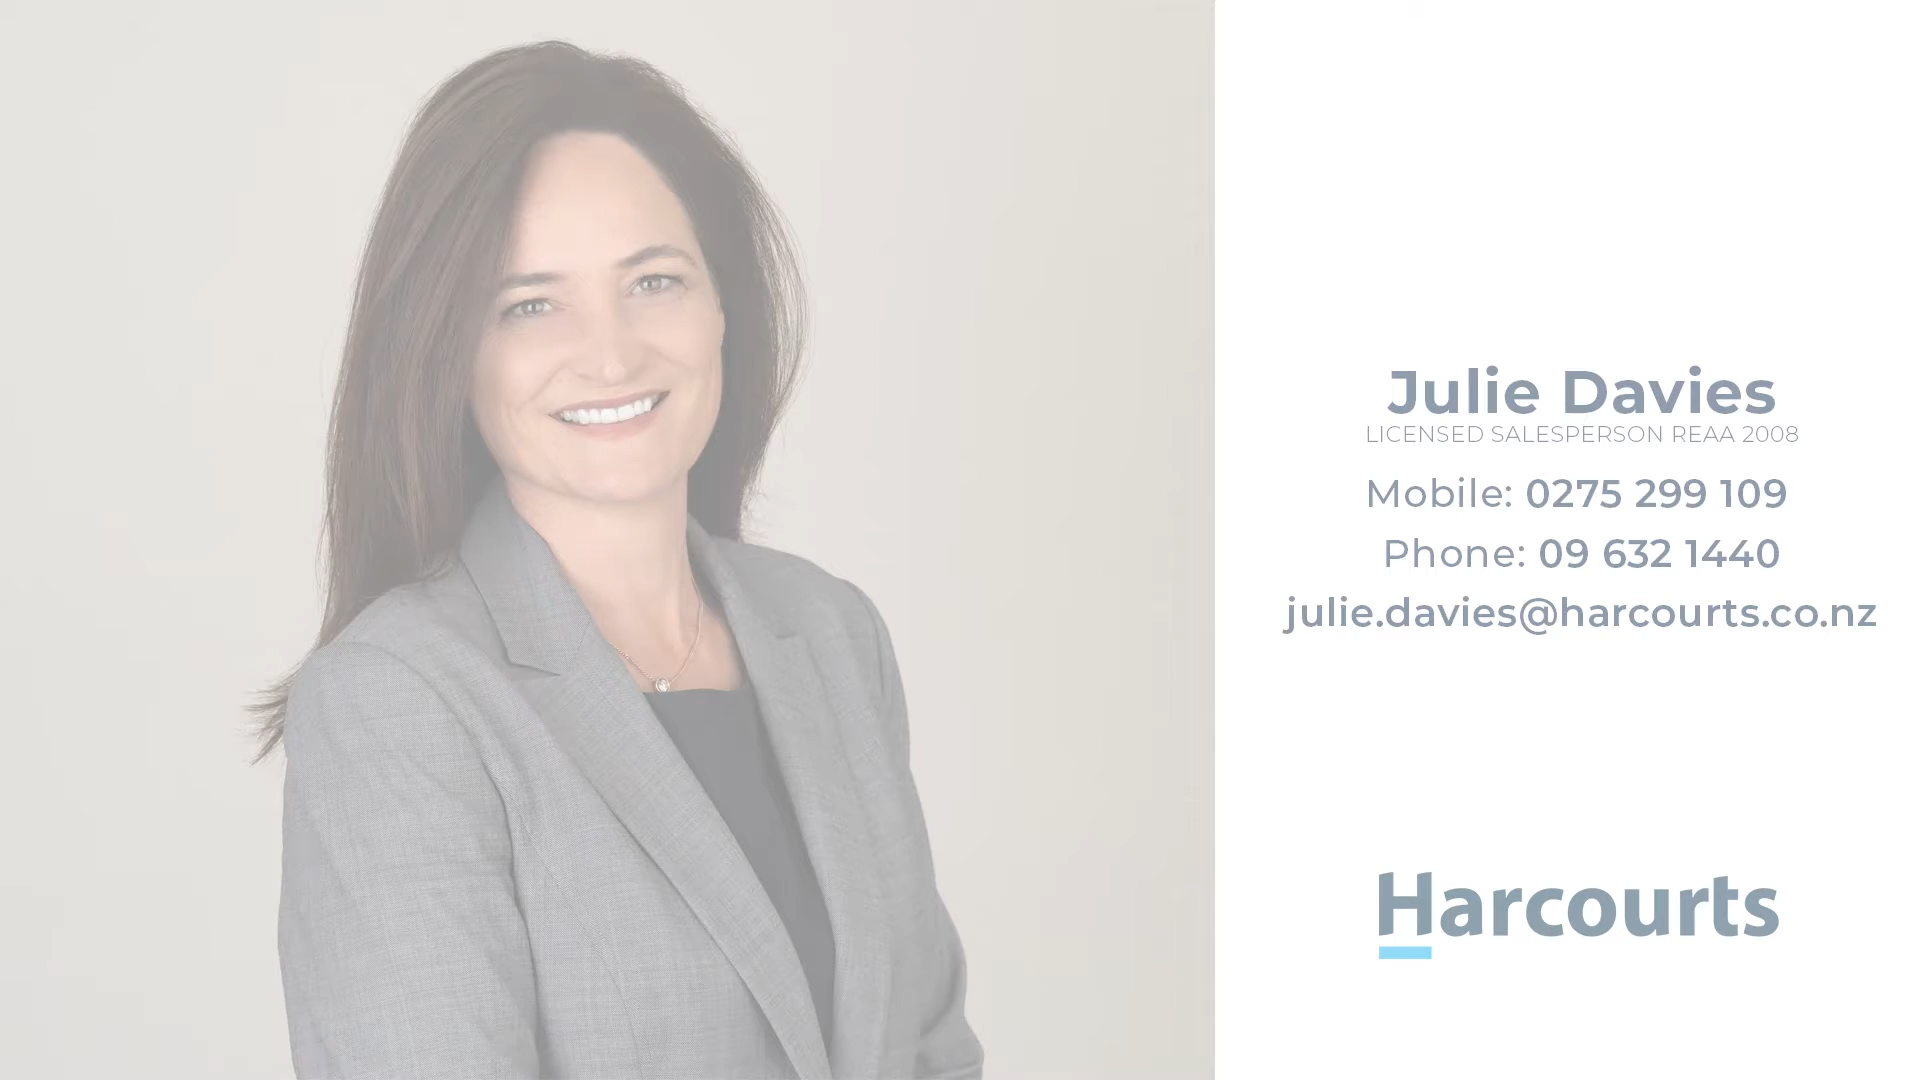 Julie Davies
LICENSED SALESPERSON REAA 2008
Mobile: 0275 299 109
Phone: 09 632 1440
julie.davies@harcourts.co.nz
Harcourts